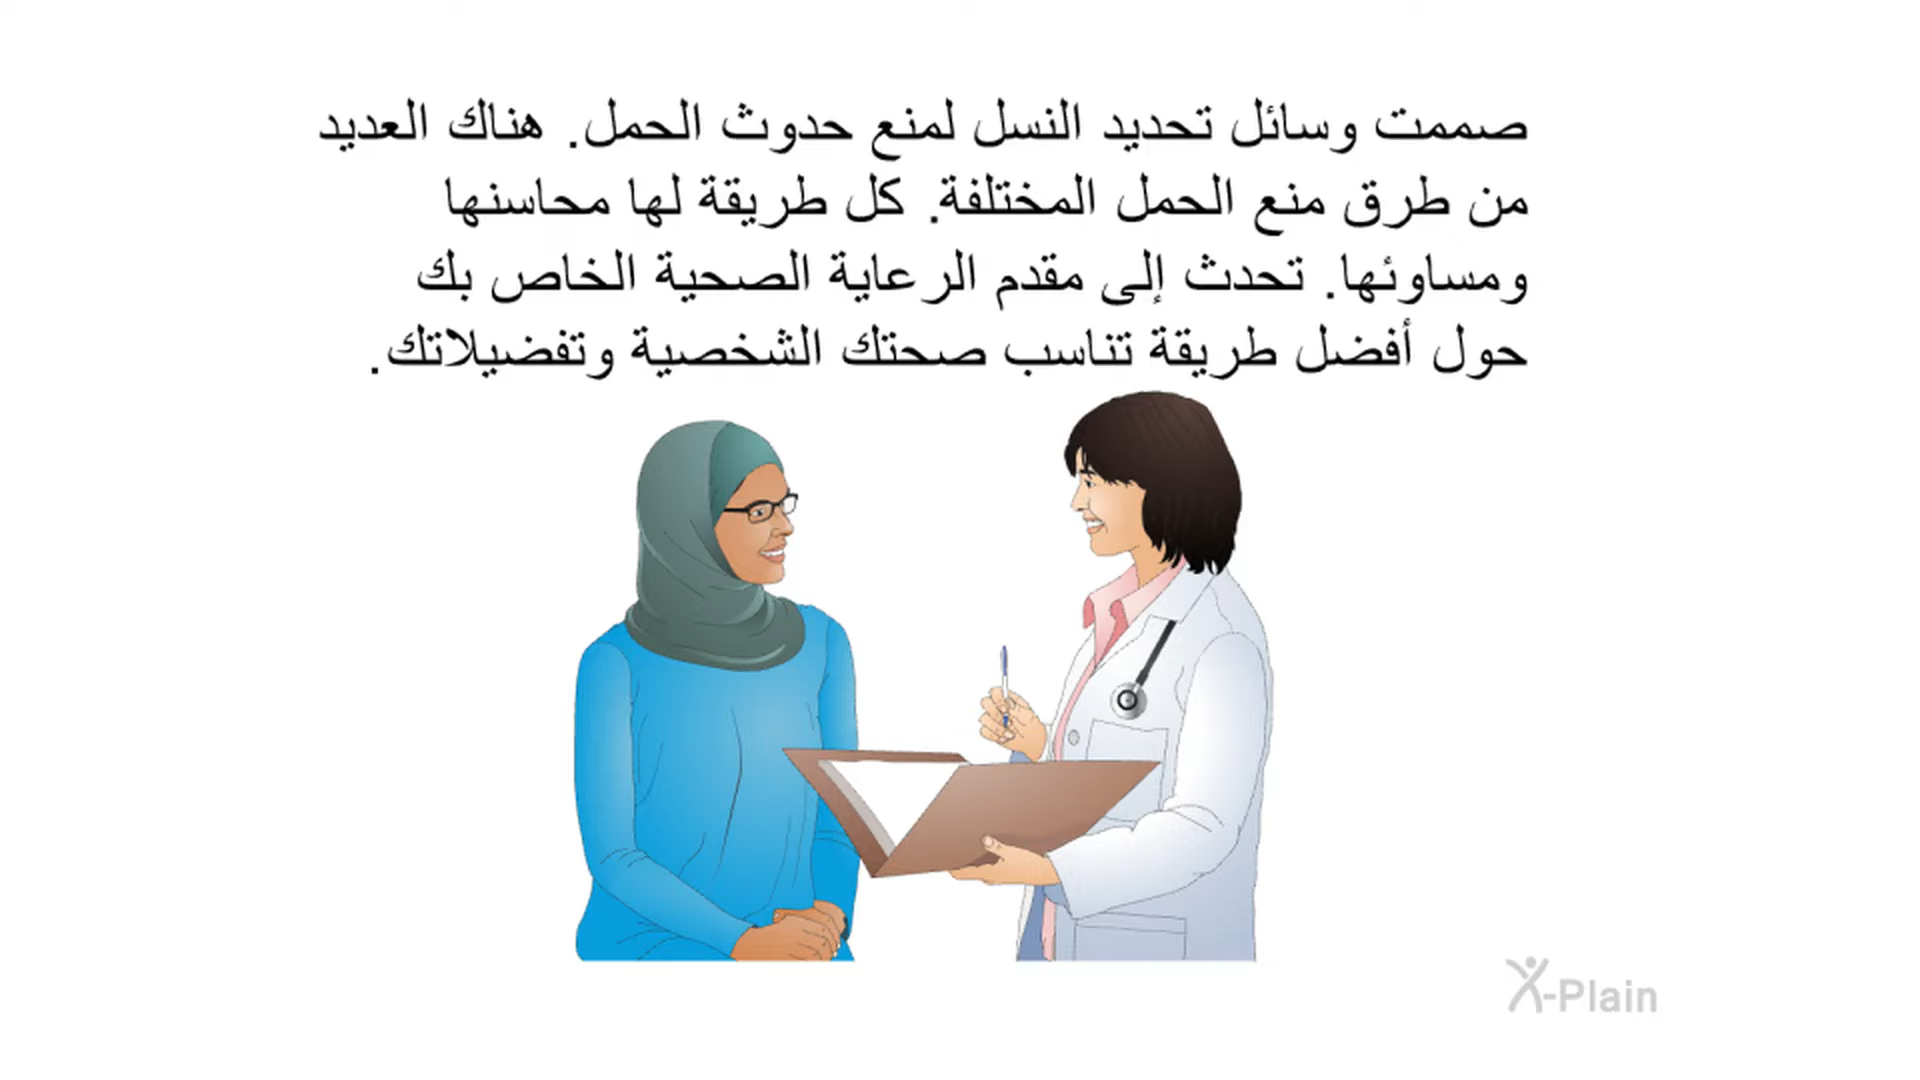 صممت وسائل تحديد النسل لمنع حدوث الحمل. هناك العديد
من طرق منع الحمل المختلفة. كل طريقة لها محاسنها
ومساوئها. تحدث إلى مقدم الرعاية الصحية الخاص بك
حول أفضل طريقة تناسب صحتك الشخصية وتفضيلاتك.
X-Plain